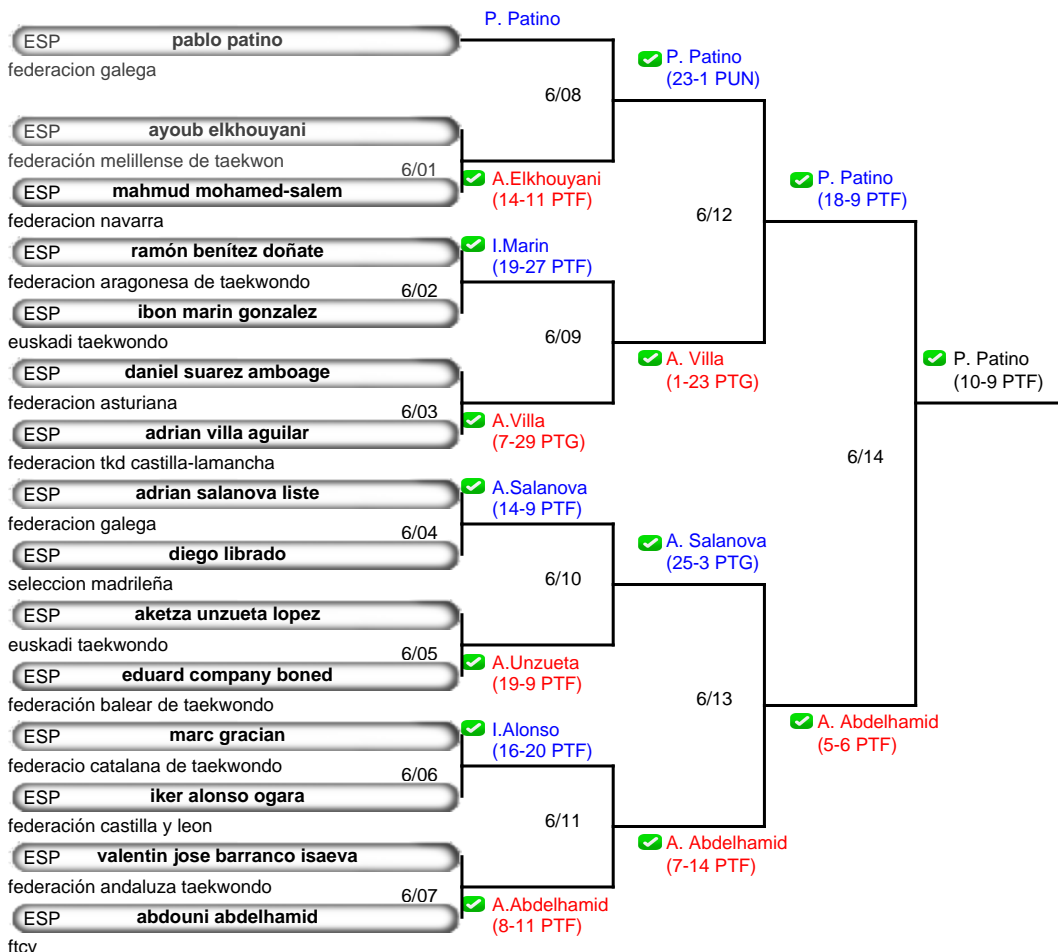 P. Patino
ESP pablo patino
federacion galega
P. Patino
(23-1 PUN)
6/08
ESP ayoub elkhouyani
federación melillense de taekwon
6/01
A.Elkhouyani
(14-11 PTF)
P. Patino
(18-9 PTF)
ESP mahmud mohamed-salem
federacion navarra
6/12
ESP ramón benítez doñate
I.Marin
(19-27 PTF)
federacion aragonesa de taekwondo
6/02
ESP ibon marin gonzalez
euskadi taekwondo
6/09
A. Villa
(1-23 PTG)
P. Patino
(10-9 PTF)
ESP daniel suarez amboage
federacion asturiana
6/03
A.Villa
(7-29 PTG)
ESP adrian villa aguilar
federacion tkd castilla-lamancha
6/14
ESP adrian salanova liste
A.Salanova
(14-9 PTF)
federacion galega
6/04
A. Salanova
(25-3 PTG)
ESP diego librado
seleccion madrileña
6/10
ESP aketza unzueta lopez
euskadi taekwondo
6/05
A.Unzueta
(19-9 PTF)
ESP eduard company boned
federación balear de taekwondo
6/13
A. Abdelhamid
(5-6 PTF)
ESP marc gracian
I.Alonso
(16-20 PTF)
federacio catalana de taekwondo
6/06
ESP iker alonso ogara
federación castilla y leon
6/11
A. Abdelhamid
(7-14 PTF)
ESP valentin jose barranco isaeva
federación andaluza taekwondo
6/07
A.Abdelhamid
(8-11 PTF)
ESP abdouni abdelhamid
ftcv